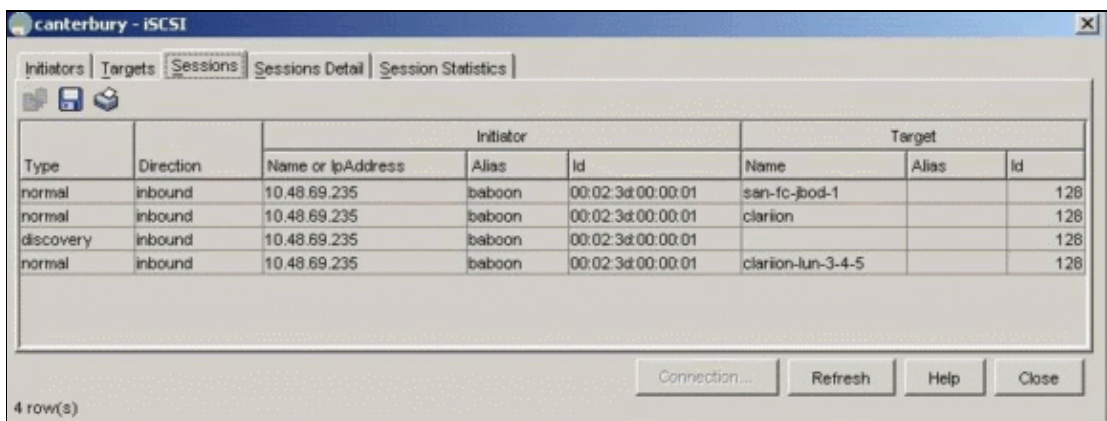 canterbury - iSCSI
Initiators Targets Sessions Sessions Detail Session Statistics
Initiator Target
Type Direction Name or IpAddress Alias Id Name Alias Id
normal inbound 10.48.69.235 baboon 00:02:3d:00:00:01 san-fc-jbod-1 128
normal inbound 10.48.69.235 baboon 00:02:3d:00:00:01 clariion 128
discovery inbound 10.48.69.235 baboon 00:02:3d:00:00:01 128
normal inbound 10.48.69.235 baboon 00:02:3d:00:00:01 clariion-lun-3-4-5 128
Connection... Refresh Help Close
4 row(s)